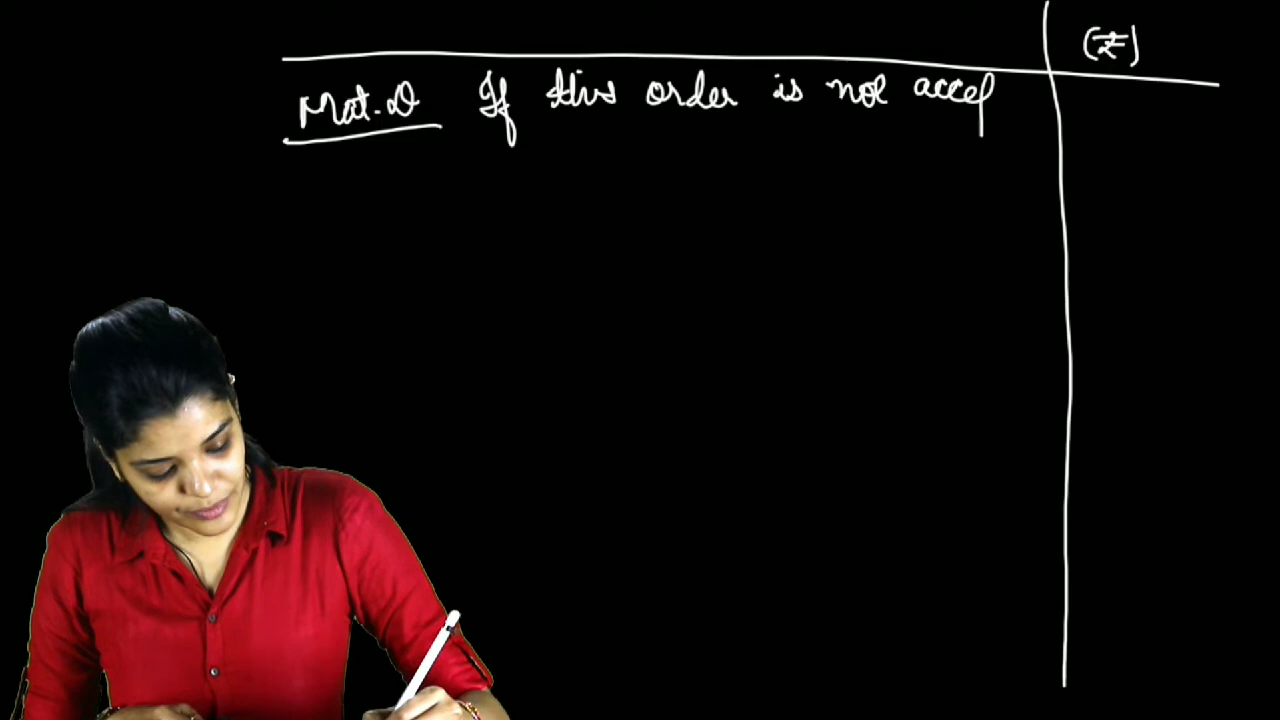 (₹)
Mat. D If this order is not accep